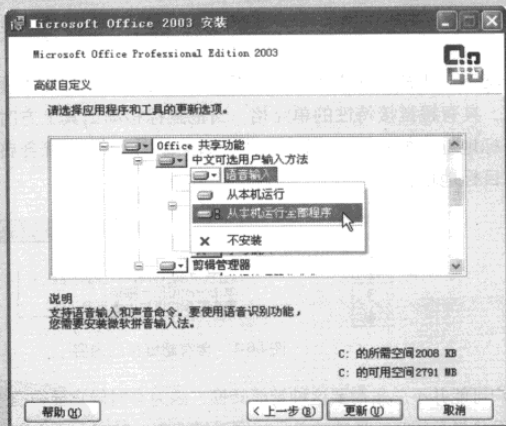 Microsoft Office 2003 安装
Microsoft Office Professional Edition 2003
高级自定义
请选择应用程序和工具的更新选项。
Office 共享功能
中文可选用户输入方法
语音输入
从本机运行
从本机运行全部程序
不安装
剪辑管理器
说明
支持语音输入和声音命令。要使用语音识别功能，
您需要安装微软拼音输入法。
C: 的所需空间2008 KB
C: 的可用空间2791 MB
帮助(H)
< 上一步(B)
更新(U)
取消